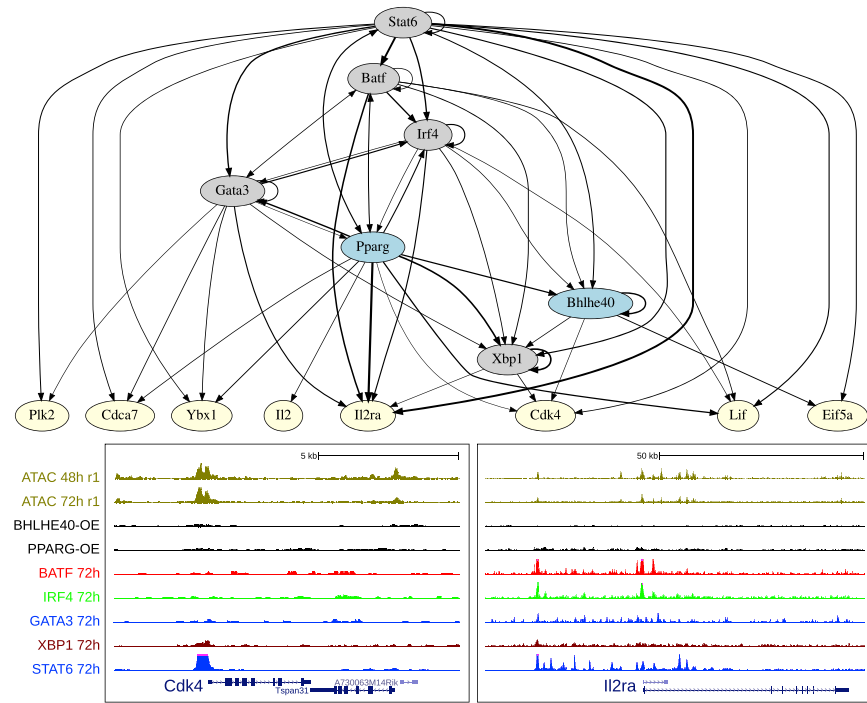 Stat6
Batf
Irf4
Gata3
Pparg
Bhlhe40
Xbp1
Plk2 Cdca7 Ybx1 Il2 Il2ra Cdk4 Lif Eif5a
5 kb 50 kb
ATAC 48h r1
ATAC 72h r1
BHLHE40-OE
PPARG-OE
BATF 72h
IRF4 72h
GATA3 72h
XBP1 72h
STAT6 72h
Cdk4 A730063M14Rik Il2ra
Tspan31